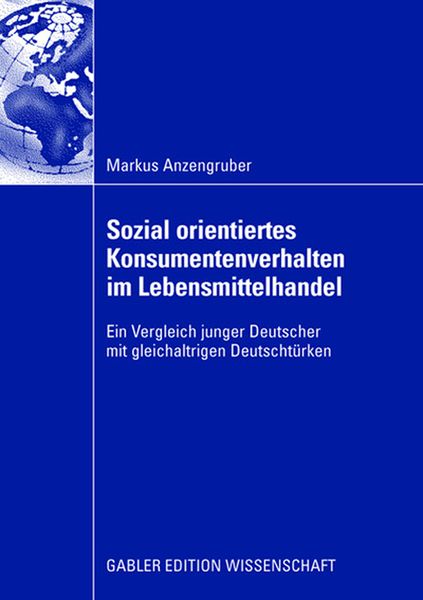 Markus Anzengruber
Sozial orientiertes
Konsumentenverhalten
im Lebensmittelhandel
Ein Vergleich junger Deutscher
mit gleichaltrigen Deutschtürken
GABLER EDITION WISSENSCHAFT